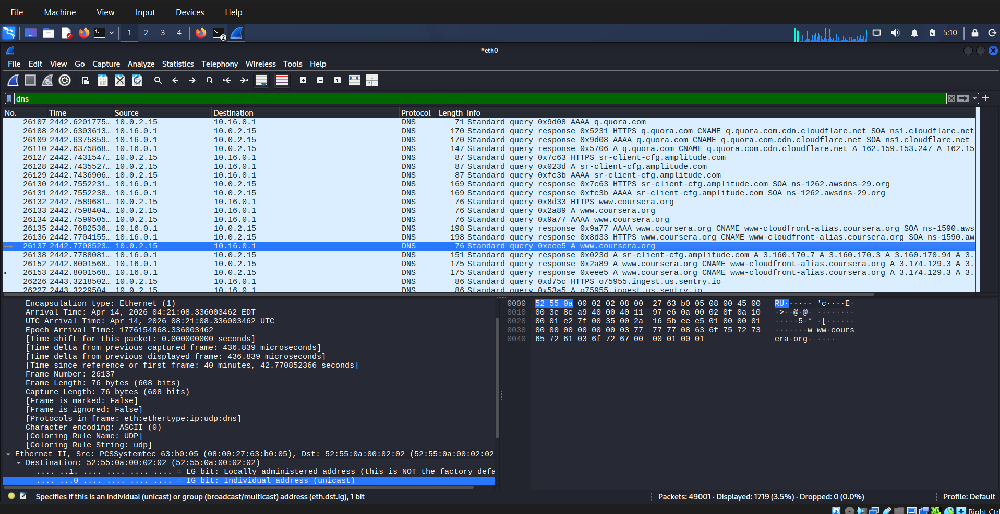 File Machine View Input Devices Help
1 2 3 4 2 5:10
*eth0
File Edit View Go Capture Analyze Statistics Telephony Wireless Tools Help
dns
No. Time Source Destination Protocol Length Info
26107 2442.6201775… 10.0.2.15 10.16.0.1 DNS 71 Standard query 0x9d08 AAAA q.quora.com
26108 2442.6303613… 10.16.0.1 10.0.2.15 DNS 170 Standard query response 0x5231 HTTPS q.quora.com CNAME q.quora.com.cdn.cloudflare.net SOA ns1.cloudflare.net
26109 2442.6375859… 10.16.0.1 10.0.2.15 DNS 170 Standard query response 0x9d08 AAAA q.quora.com CNAME q.quora.com.cdn.cloudflare.net SOA ns1.cloudflare.net
26110 2442.6375868… 10.16.0.1 10.0.2.15 DNS 147 Standard query response 0x5706 A q.quora.com CNAME q.quora.com.cdn.cloudflare.net A 162.159.153.247 A 162.159
26127 2442.7431547… 10.0.2.15 10.16.0.1 DNS 87 Standard query 0x7c63 HTTPS sr-client-cfg.amplitude.com
26128 2442.7435527… 10.0.2.15 10.16.0.1 DNS 87 Standard query 0x023d A sr-client-cfg.amplitude.com
26129 2442.7436906… 10.0.2.15 10.16.0.1 DNS 87 Standard query 0xfc3b AAAA sr-client-cfg.amplitude.com
26130 2442.7552231… 10.16.0.1 10.0.2.15 DNS 169 Standard query response 0x7c63 HTTPS sr-client-cfg.amplitude.com SOA ns-1262.awsdns-29.org
26131 2442.7552238… 10.16.0.1 10.0.2.15 DNS 169 Standard query response 0xfc3b AAAA sr-client-cfg.amplitude.com SOA ns-1262.awsdns-29.org
26132 2442.7589681… 10.0.2.15 10.16.0.1 DNS 76 Standard query 0x8d33 HTTPS www.coursera.org
26133 2442.7598404… 10.0.2.15 10.16.0.1 DNS 76 Standard query 0x2a89 A www.coursera.org
26134 2442.7599505… 10.0.2.15 10.16.0.1 DNS 76 Standard query 0x9a77 AAAA www.coursera.org
26135 2442.7682536… 10.16.0.1 10.0.2.15 DNS 198 Standard query response 0x9a77 AAAA www.coursera.org CNAME www-cloudfront-alias.coursera.org SOA ns-1590.aws
26136 2442.7704155… 10.16.0.1 10.0.2.15 DNS 198 Standard query response 0x8d33 HTTPS www.coursera.org CNAME www-cloudfront-alias.coursera.org SOA ns-1590.aw
26137 2442.7708523… 10.0.2.15 10.16.0.1 DNS 76 Standard query 0xeee5 A www.coursera.org
26138 2442.7788081… 10.16.0.1 10.0.2.15 DNS 151 Standard query response 0x023d A sr-client-cfg.amplitude.com A 3.160.170.7 A 3.160.170.3 A 3.160.170.94 A 3.
26152 2442.8001568… 10.16.0.1 10.0.2.15 DNS 175 Standard query response 0x2a89 A www.coursera.org CNAME www-cloudfront-alias.coursera.org A 3.174.129.3 A 3.
26153 2442.8001568… 10.16.0.1 10.0.2.15 DNS 175 Standard query response 0xeee5 A www.coursera.org CNAME www-cloudfront-alias.coursera.org A 3.174.129.3 A 3.
26226 2443.3218502… 10.0.2.15 10.16.0.1 DNS 86 Standard query 0xd75c HTTPS o75955.ingest.us.sentry.io
26227 2443.3229504… 10.0.2.15 10.16.0.1 DNS 86 Standard query 0x53a5 A o75955.ingest.us.sentry.io
Encapsulation type: Ethernet (1)
Arrival Time: Apr 14, 2026 04:21:08.336003462 EDT
UTC Arrival Time: Apr 14, 2026 08:21:08.336003462 UTC
Epoch Arrival Time: 1776154868.336003462
[Time shift for this packet: 0.000000000 seconds]
[Time delta from previous captured frame: 436.839 microseconds]
[Time delta from previous displayed frame: 436.839 microseconds]
[Time since reference or first frame: 40 minutes, 42.770852366 seconds]
Frame Number: 26137
Frame Length: 76 bytes (608 bits)
Capture Length: 76 bytes (608 bits)
[Frame is marked: False]
[Frame is ignored: False]
[Protocols in frame: eth:ethertype:ip:udp:dns]
Character encoding: ASCII (0)
[Coloring Rule Name: UDP]
[Coloring Rule String: udp]
Ethernet II, Src: PCSSystemtec_63:b0:05 (08:00:27:63:b0:05), Dst: 52:55:0a:00:02:02 (52:55:0a:00:02:02
Destination: 52:55:0a:00:02:02 (52:55:0a:00:02:02)
.... ..1. .... .... .... .... = LG bit: Locally administered address (this is NOT the factory defa
.... ...0 .... .... .... .... = IG bit: Individual address (unicast)
0000 52 55 0a 00 02 02 08 00 27 63 b0 05 08 00 45 00 RU······ 'c····E·
0010 00 3e 8c a9 40 00 40 11 97 e6 0a 00 02 0f 0a 10 ·>··@·@· ········
0020 00 01 e2 7f 00 35 00 2a 16 5b ee e5 01 00 00 01 ·····5·* ·[······
0030 00 00 00 00 00 00 03 77 77 77 08 63 6f 75 72 73 ·······w ww·cours
0040 65 72 61 03 6f 72 67 00 00 01 00 01 era·org· ····
Specifies if this is an individual (unicast) or group (broadcast/multicast) address (eth.dst.ig), 1 bit
Packets: 49001 · Displayed: 1719 (3.5%) · Dropped: 0 (0.0%)
Profile: Default
Right Ctrl